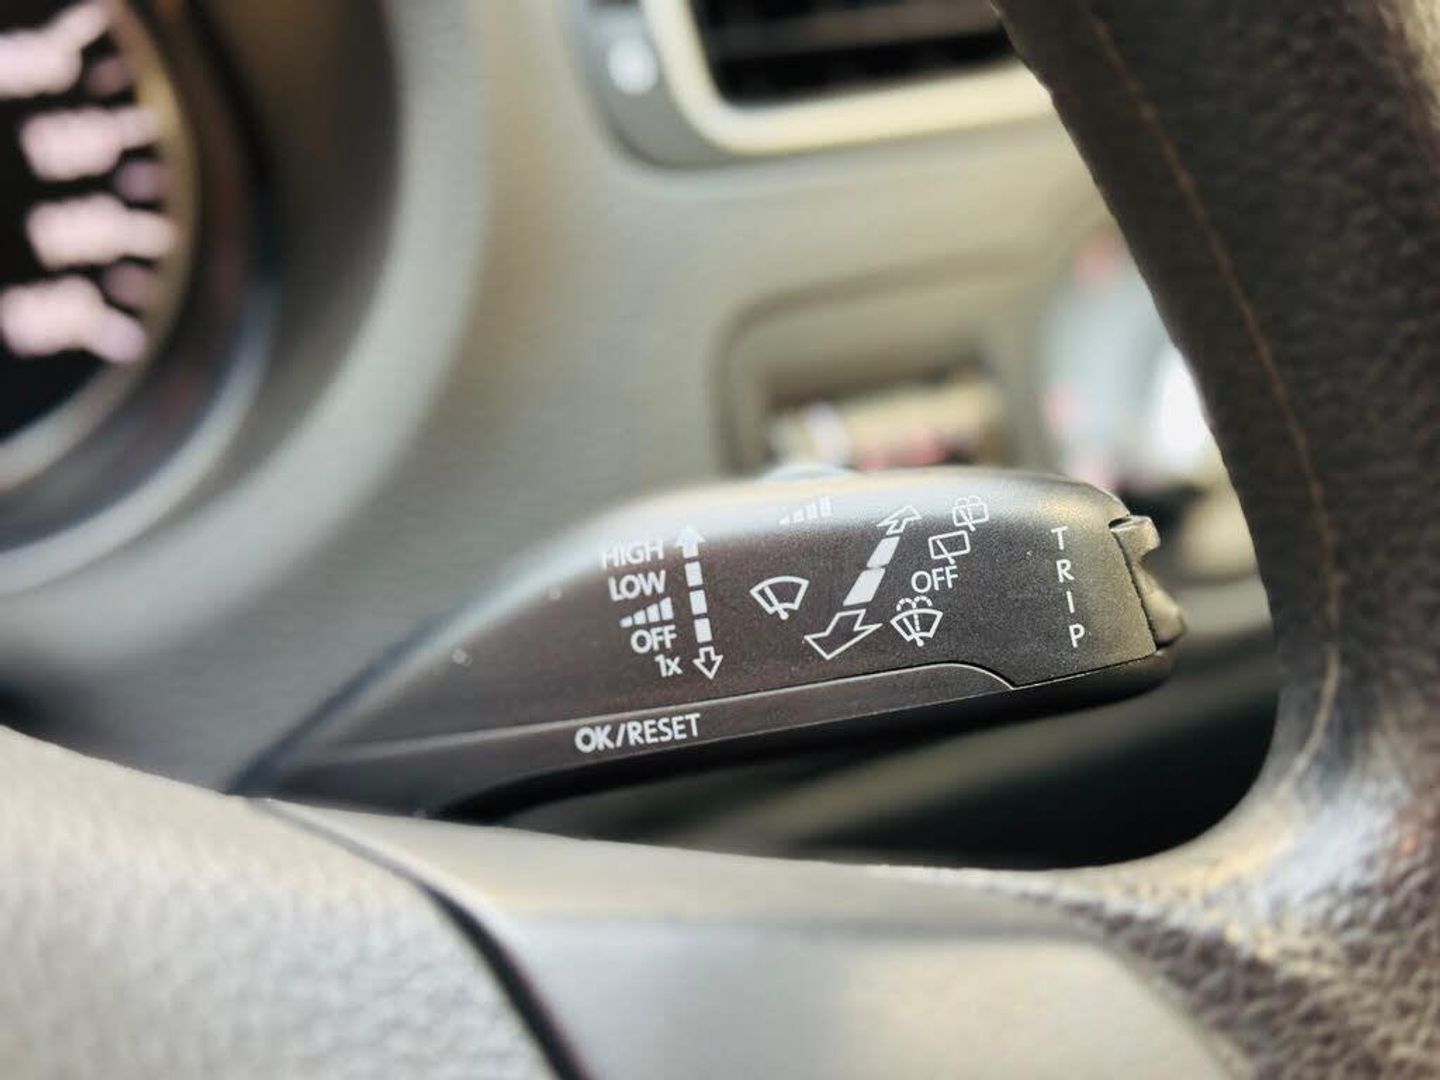 HIGH
LOW
OFF
1x
OFF
TRIP
OK/RESET